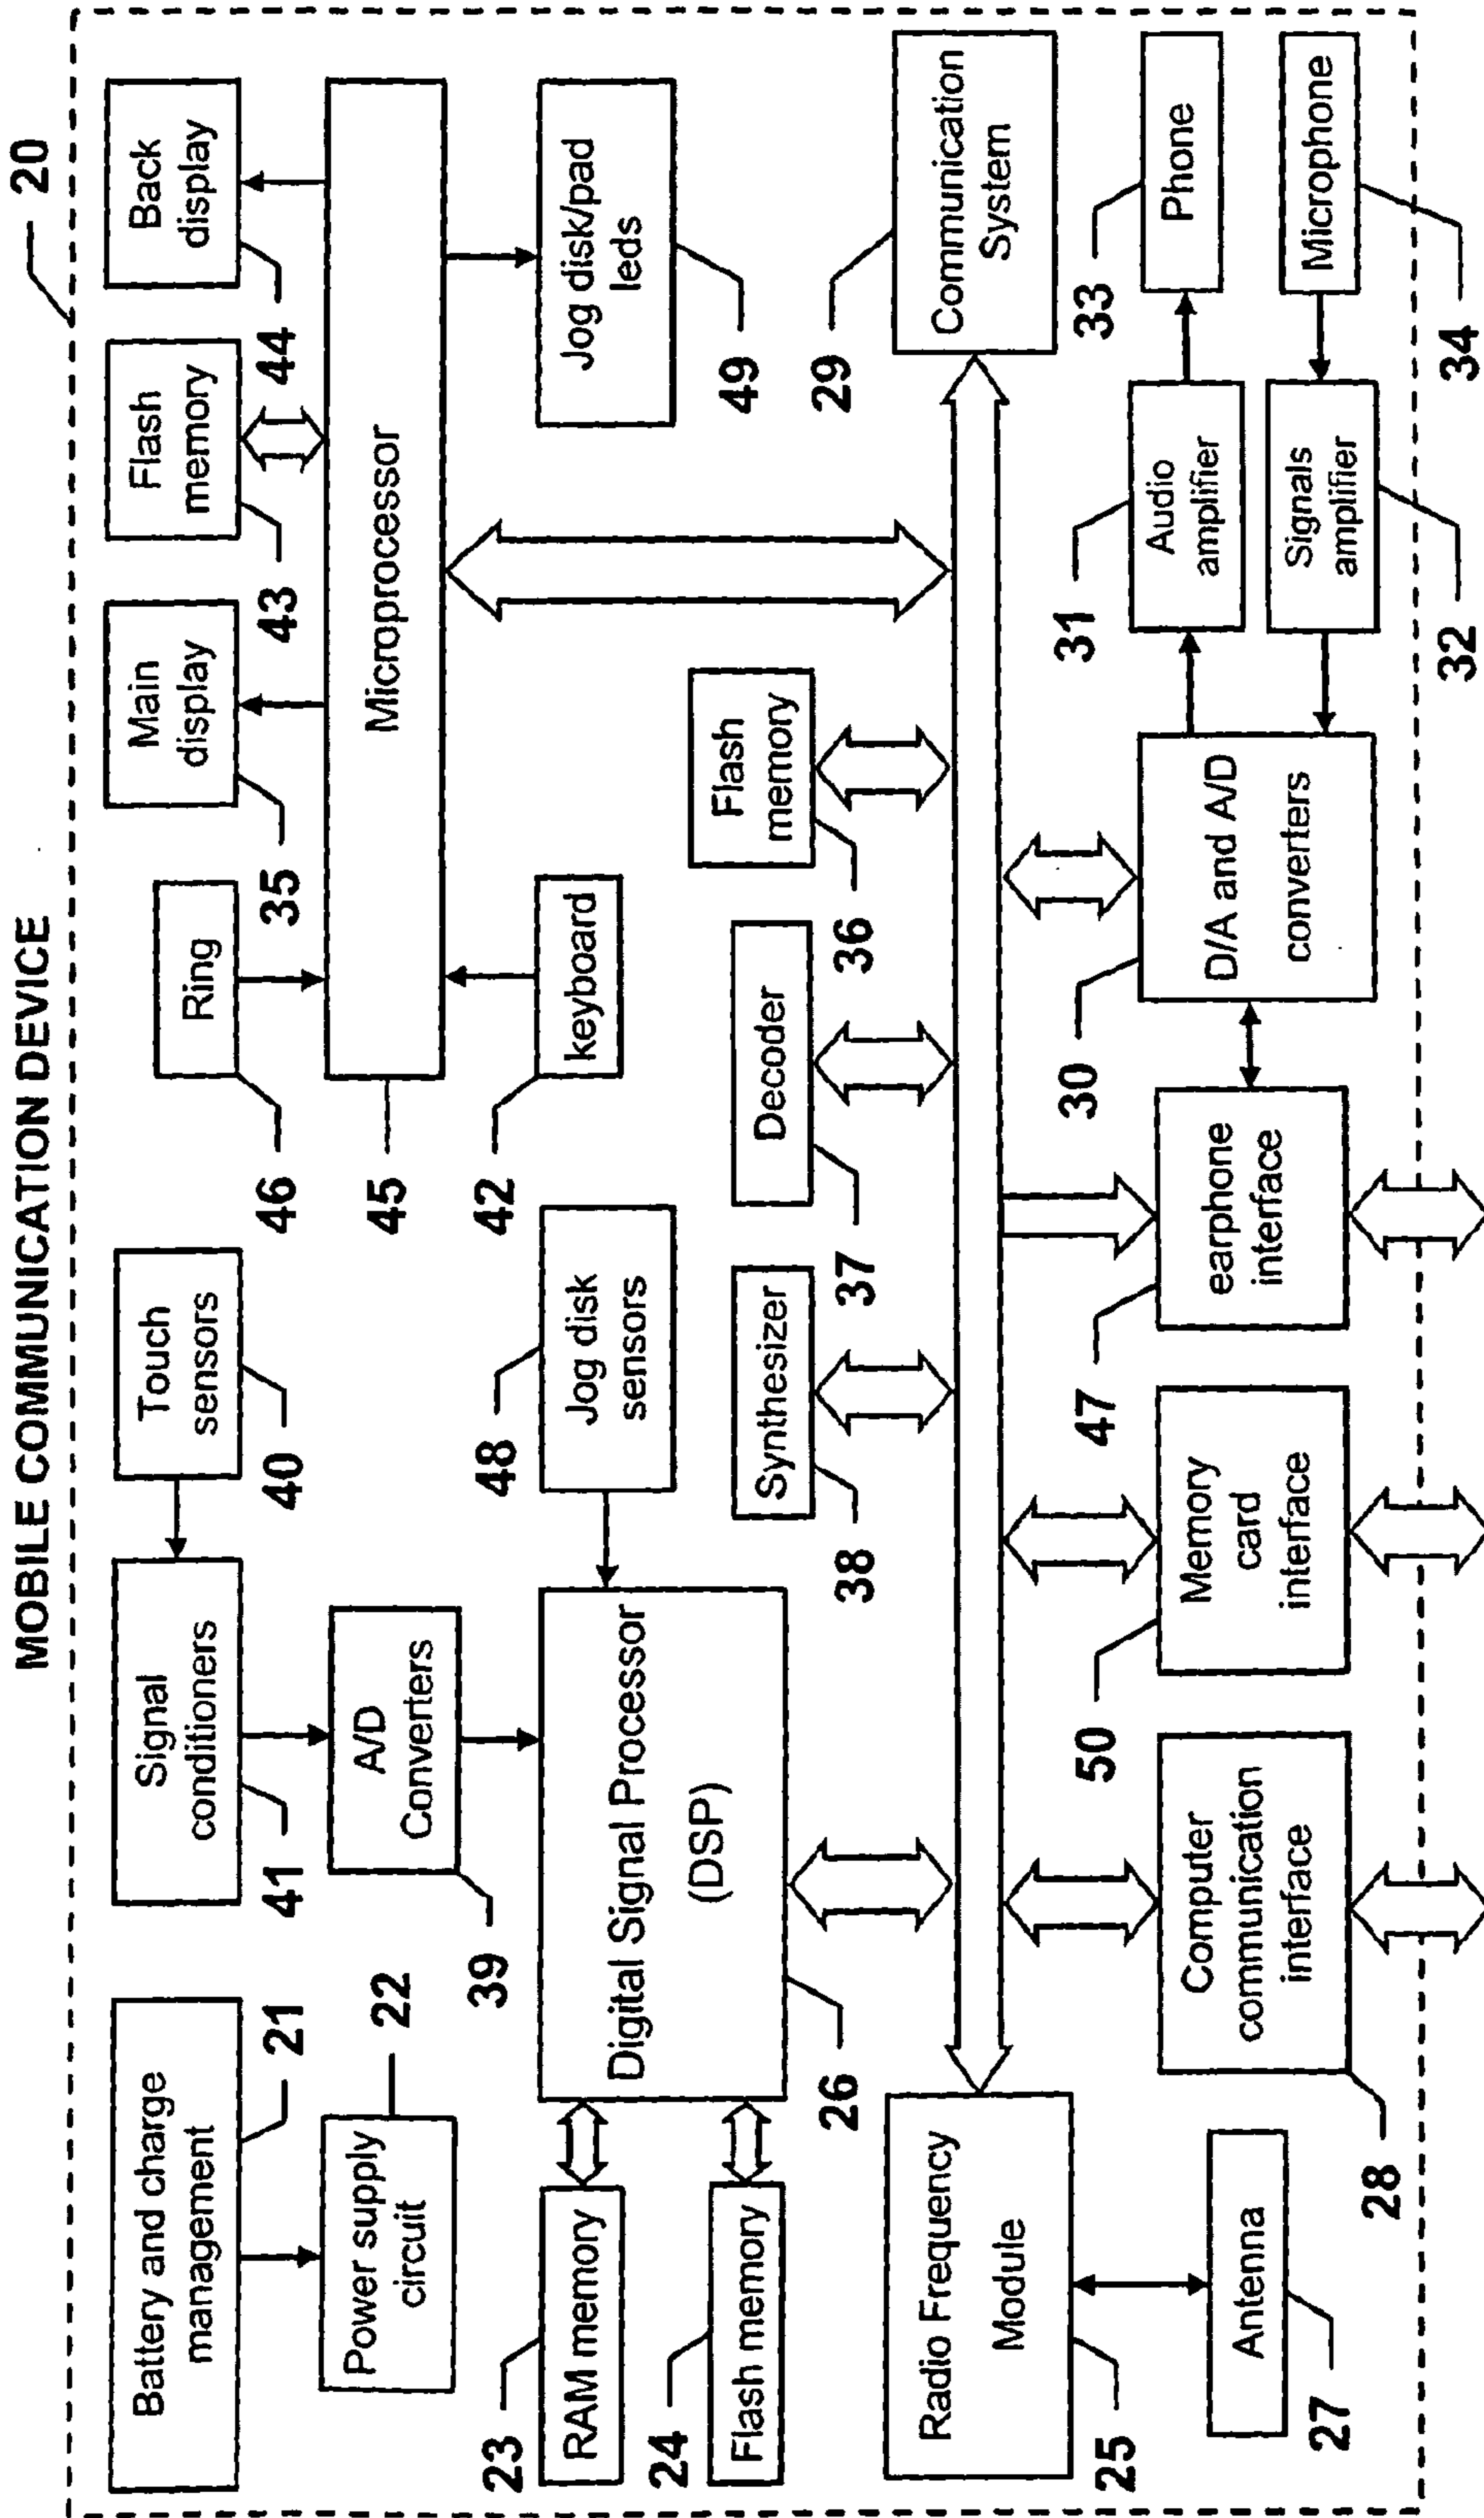 MOBILE COMMUNICATION DEVICE
20
Battery and charge
management
21
Power supply
circuit
22
Signal
conditioners
41
Touch
sensors
40
A/D
Converters
39
Ring
46
Main
display
35
Flash
memory
43
Back
display
44
Microprocessor
45
keyboard
42
Jog disk/pad
leds
49
Jog disk
sensors
48
RAM memory
23
Flash memory
24
Digital Signal Processor
(DSP)
26
Synthesizer
38
Decoder
37
Flash
memory
36
Radio Frequency
Module
25
Communication
System
29
Antenna
27
Computer
communication
interface
28
Memory
card
interface
50
earphone
interface
47
D/A and A/D
converters
30
Audio
amplifier
31
Signals
amplifier
32
Phone
33
Microphone
34